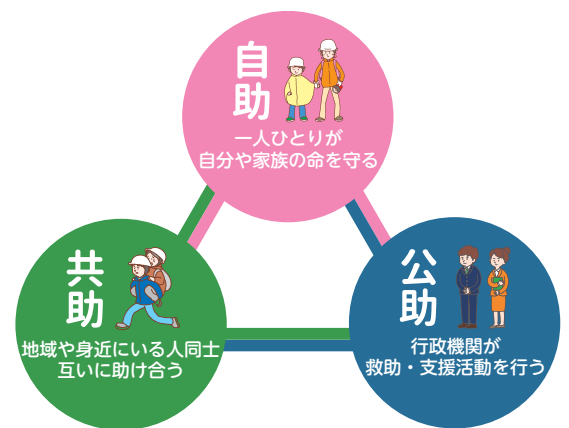 自助
一人ひとりが
自分や家族の命を守る
共助
地域や身近にいる人同士
互いに助け合う
公助
行政機関が
救助・支援活動を行う